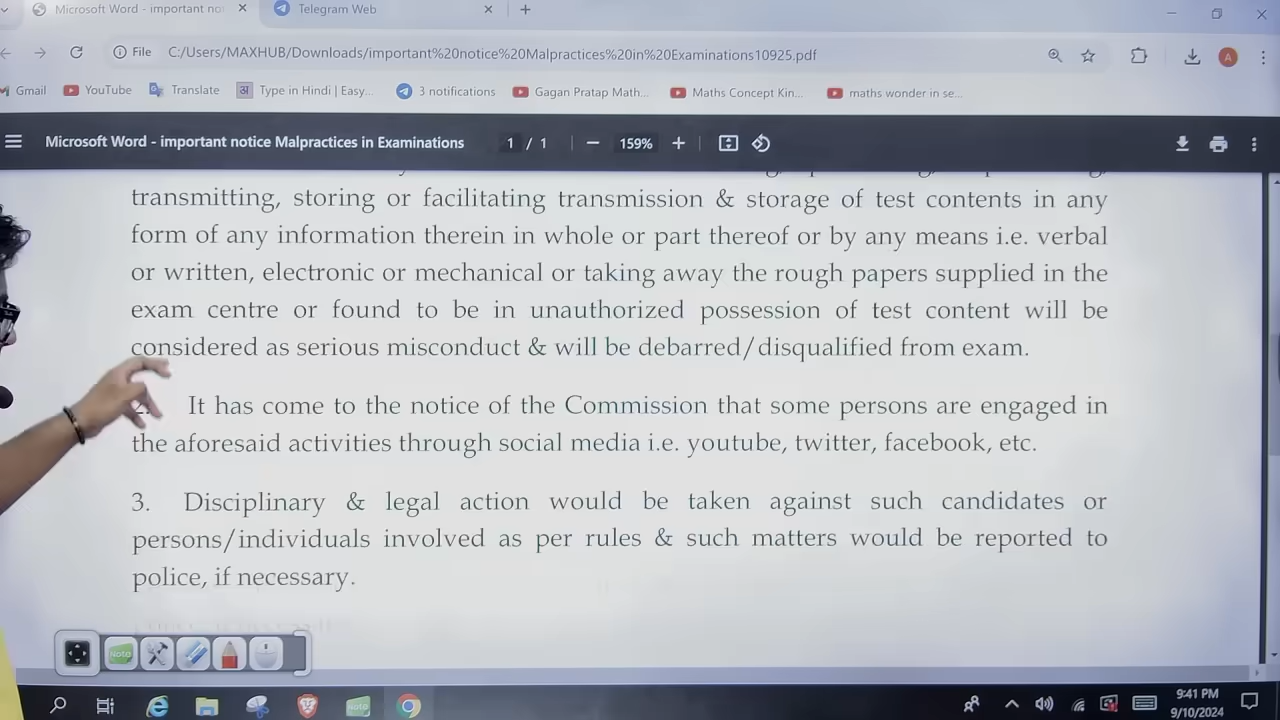 Microsoft Word - important no
Telegram Web
File
C:/Users/MAXHUB/Downloads/important%20notice%20Malpractices%20in%20Examinations10925.pdf
A
Gmail
YouTube
Translate
Type in Hindi | Easy...
3 notifications
Gagan Pratap Math...
Maths Concept Kin...
maths wonder in se...
Microsoft Word - important notice Malpractices in Examinations
1 / 1
159%
transmitting, storing or facilitating transmission & storage of test contents in any
form of any information therein in whole or part thereof or by any means i.e. verbal
or written, electronic or mechanical or taking away the rough papers supplied in the
exam centre or found to be in unauthorized possession of test content will be
considered as serious misconduct & will be debarred/disqualified from exam.
2. It has come to the notice of the Commission that some persons are engaged in
the aforesaid activities through social media i.e. youtube, twitter, facebook, etc.
3. Disciplinary & legal action would be taken against such candidates or
persons/individuals involved as per rules & such matters would be reported to
police, if necessary.
Note
Note
9:41 PM
9/10/2024